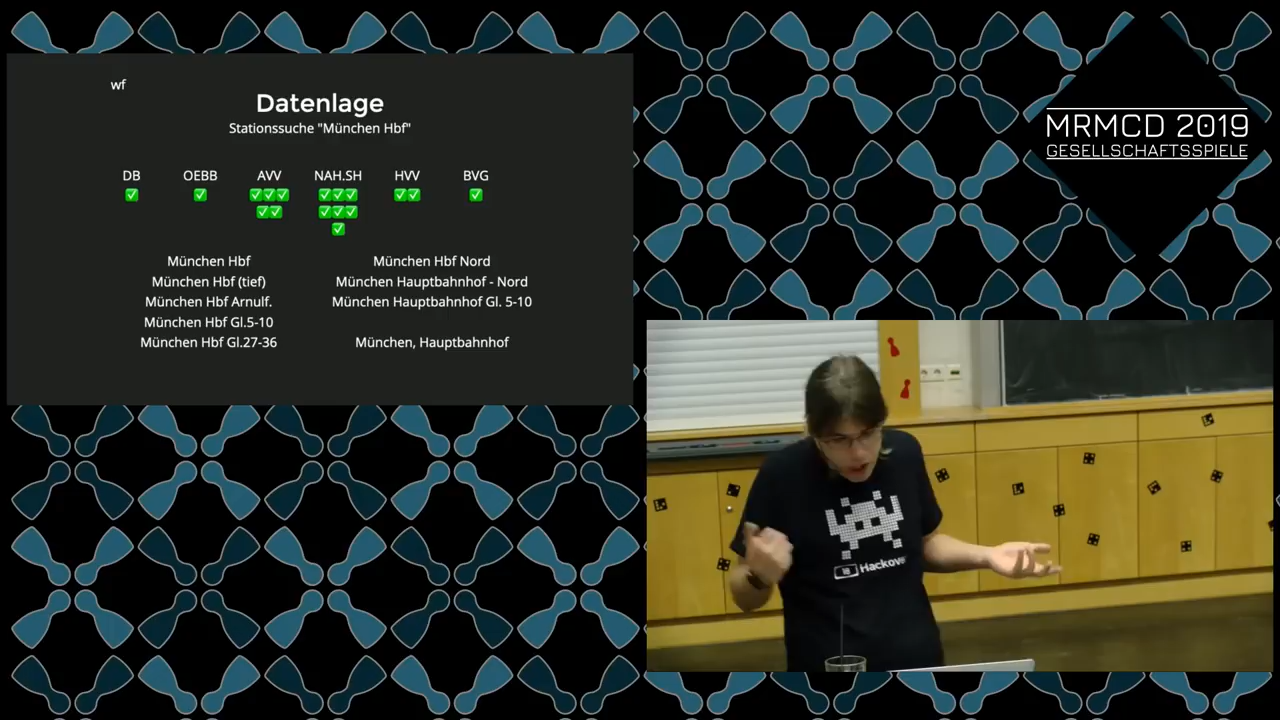 wf
Datenlage
Stationssuche "München Hbf"
DB OEBB AVV NAH.SH HVV BVG
München Hbf
München Hbf (tief)
München Hbf Arnulf.
München Hbf Gl.5-10
München Hbf Gl.27-36
München Hbf Nord
München Hauptbahnhof - Nord
München Hauptbahnhof Gl. 5-10
München, Hauptbahnhof
MRMCD 2019
GESELLSCHAFTSSPIELE
Hackove